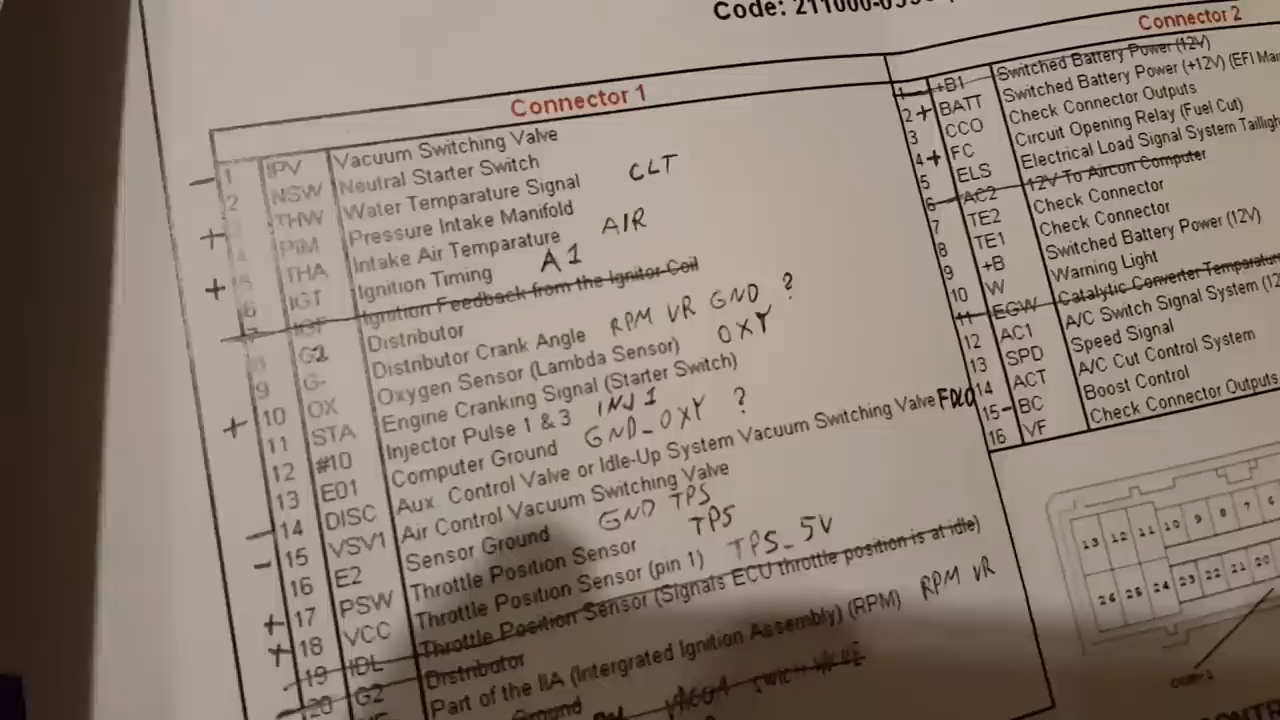 Code: 211000-
Connector 1
1 IPV Vacuum Switching Valve
2 NSW Neutral Starter Switch
THW Water Temparature Signal CLT
PIM Pressure Intake Manifold
THA Intake Air Temparature AIR
6 IGT Ignition Timing A1
7 IGF Ignition Feedback from the Ignitor Coil
8 G2 Distributor
9 G- Distributor Crank Angle RPM VR GND ?
10 OX Oxygen Sensor (Lambda Sensor) OXY
11 STA Engine Cranking Signal (Starter Switch)
12 #10 Injector Pulse 1 & 3 INJ 1
13 E01 Computer Ground GND_OXY ?
14 DISC Aux. Control Valve or Idle-Up System Vacuum Switching Valve
15 VSV1 Air Control Vacuum Switching Valve
16 E2 Sensor Ground GND TPS
17 PSW Throttle Position Sensor TPS
18 VCC Throttle Position Sensor (pin 1) TPS_5V
19 IDL Throttle Position Sensor (Signals ECU throttle position is at idle)
20 G2 Distributor
Part of the IIA (Intergrated Ignition Assembly) (RPM) RPM VR
Ground
Connector 2
1 +B1 Switched Battery Power (12V)
2 + BATT Switched Battery Power (+12V) (EFI
3 CCO Check Connector Outputs
4 + FC Circuit Opening Relay (Fuel Cut)
5 ELS Electrical Load Signal System
6 AC2 12V To Aircon Computer
7 TE2 Check Connector
8 TE1 Check Connector
9 +B Switched Battery Power (12V)
10 W Warning Light
11 EGW Catalytic Converter
12 AC1 A/C Switch Signal System
13 SPD Speed Signal
14 ACT A/C Cut Control System
15 - BC Boost Control
16 VF Check Connector Outputs
13 12 11 10 9 8 7 6
26 25 24 23 22 21 20